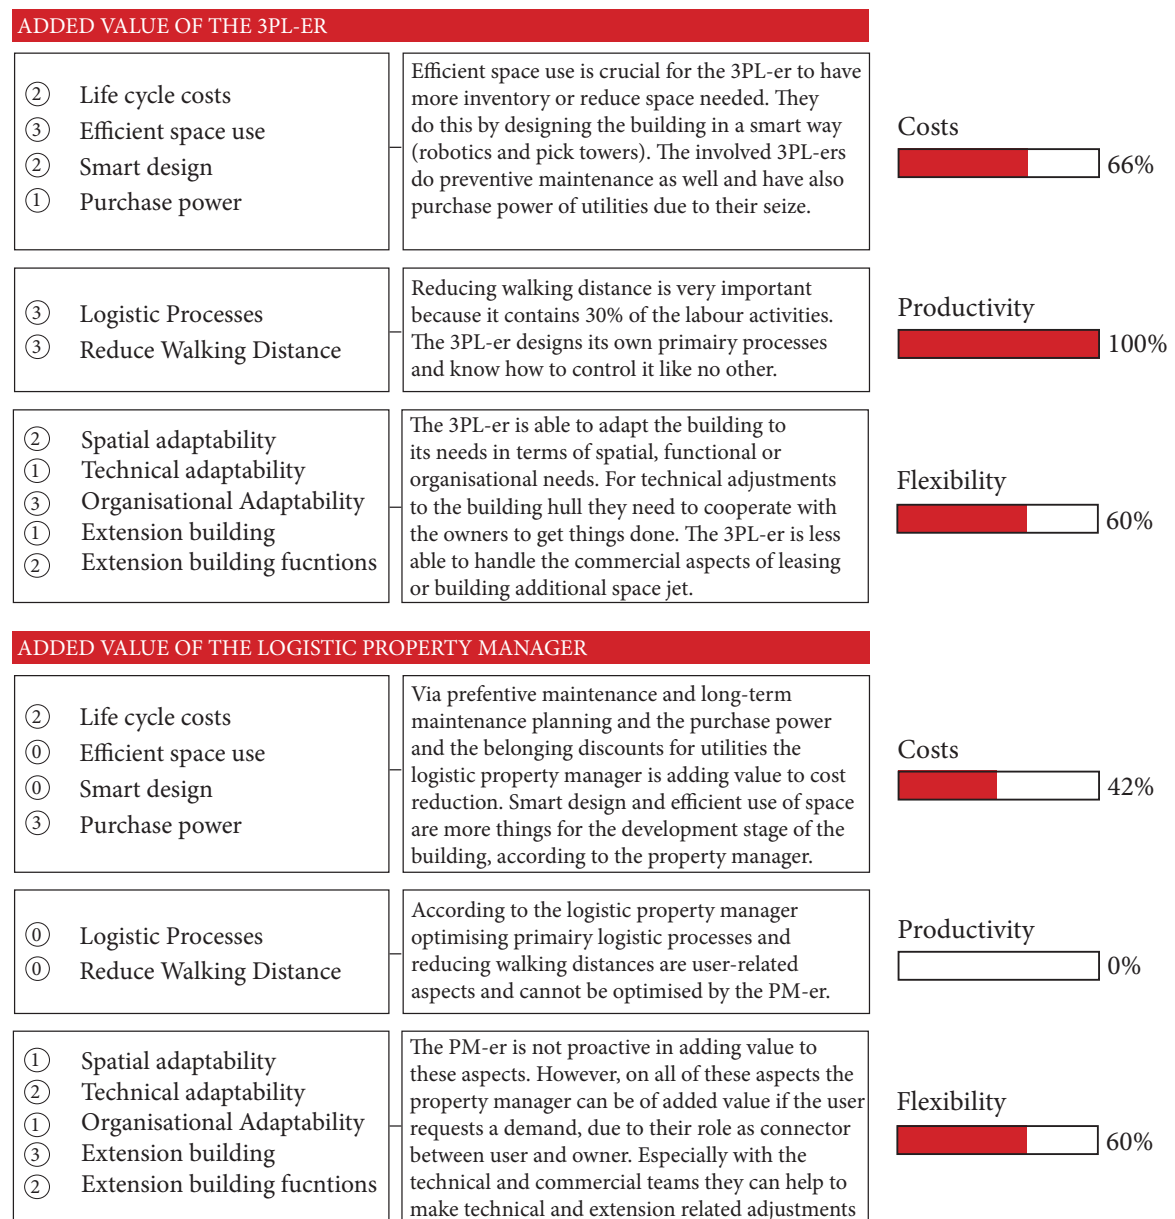 ADDED VALUE OF THE 3PL-ER
2 Life cycle costs
3 Efficient space use
2 Smart design
1 Purchase power
Efficient space use is crucial for the 3PL-er to have
more inventory or reduce space needed. They
do this by designing the building in a smart way
(robotics and pick towers). The involved 3PL-ers
do preventive maintenance as well and have also
purchase power of utilities due to their seize.
Costs
66%
3 Logistic Processes
3 Reduce Walking Distance
Reducing walking distance is very important
because it contains 30% of the labour activities.
The 3PL-er designs its own primairy processes
and know how to control it like no other.
Productivity
100%
2 Spatial adaptability
1 Technical adaptability
3 Organisational Adaptability
1 Extension building
2 Extension building fucntions
The 3PL-er is able to adapt the building to
its needs in terms of spatial, functional or
organisational needs. For technical adjustments
to the building hull they need to cooperate with
the owners to get things done. The 3PL-er is less
able to handle the commercial aspects of leasing
or building additional space jet.
Flexibility
60%
ADDED VALUE OF THE LOGISTIC PROPERTY MANAGER
2 Life cycle costs
0 Efficient space use
0 Smart design
3 Purchase power
Via prefentive maintenance and long-term
maintenance planning and the purchase power
and the belonging discounts for utilities the
logistic property manager is adding value to cost
reduction. Smart design and efficient use of space
are more things for the development stage of the
building, according to the property manager.
Costs
42%
0 Logistic Processes
0 Reduce Walking Distance
According to the logistic property manager
optimising primairy logistic processes and
reducing walking distances are user-related
aspects and cannot be optimised by the PM-er.
Productivity
0%
1 Spatial adaptability
2 Technical adaptability
1 Organisational Adaptability
3 Extension building
2 Extension building fucntions
The PM-er is not proactive in adding value to
these aspects. However, on all of these aspects the
property manager can be of added value if the user
requests a demand, due to their role as connector
between user and owner. Especially with the
technical and commercial teams they can help to
make technical and extension related adjustments
Flexibility
60%